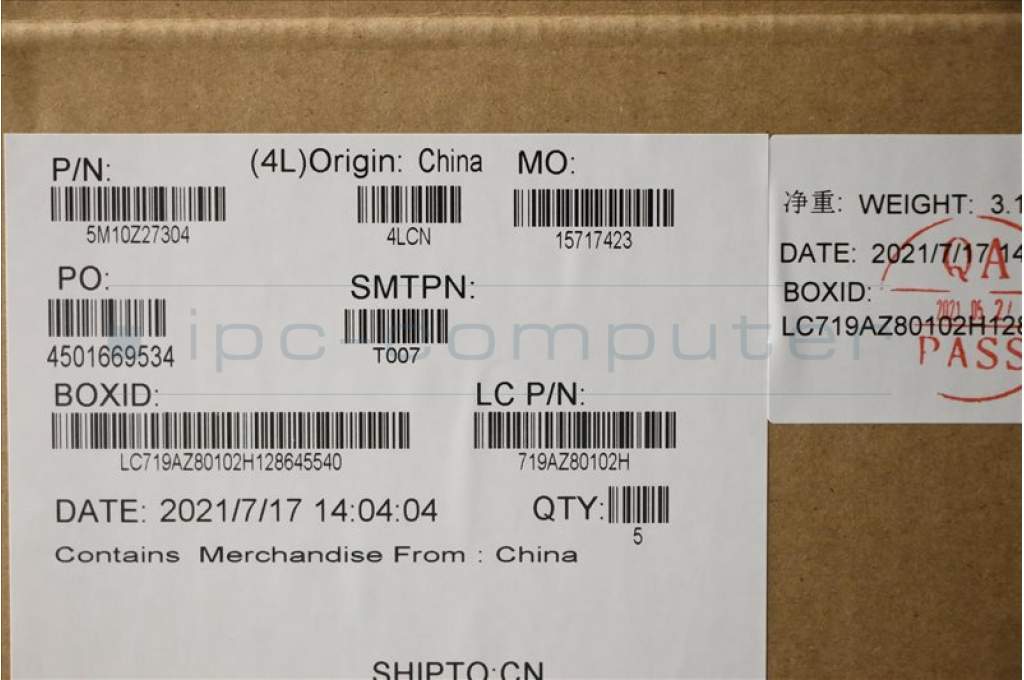 P/N:
5M10Z27304
(4L)Origin: China
4LCN
MO:
15717423
PO:
4501669534
SMTPN:
T007
BOXID:
LC719AZ80102H128645540
LC P/N:
719AZ80102H
DATE: 2021/7/17 14:04:04
QTY:
5
Contains Merchandise From : China
SHIPTO:CN
净重: WEIGHT: 3.1
DATE: 2021/7/17 14
BOXID:
LC719AZ80102H128
QA
PASS
ipc-computer